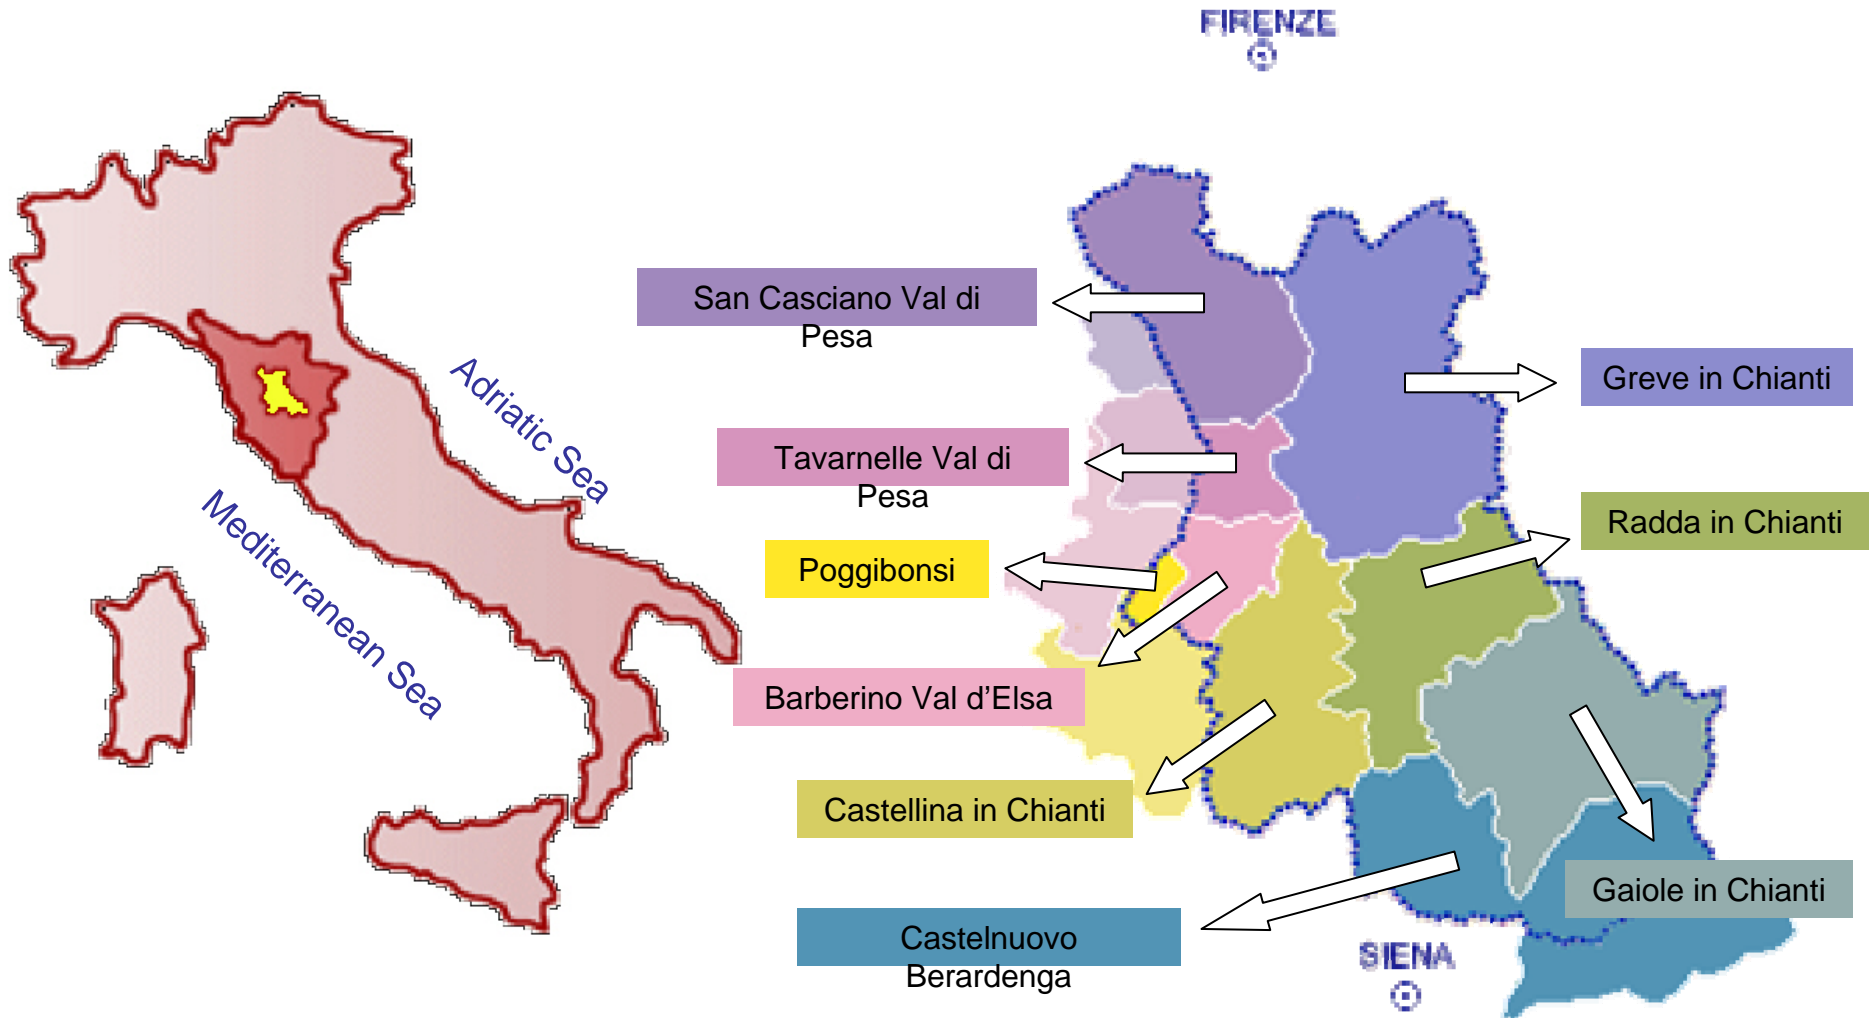 FIRENZE
San Casciano Val di
Pesa
Adriatic Sea
Greve in Chianti
Tavarnelle Val di
Pesa
Mediterranean Sea
Radda in Chianti
Poggibonsi
Barberino Val d’Elsa
Castellina in Chianti
Gaiole in Chianti
Castelnuovo
Berardenga
SIENA